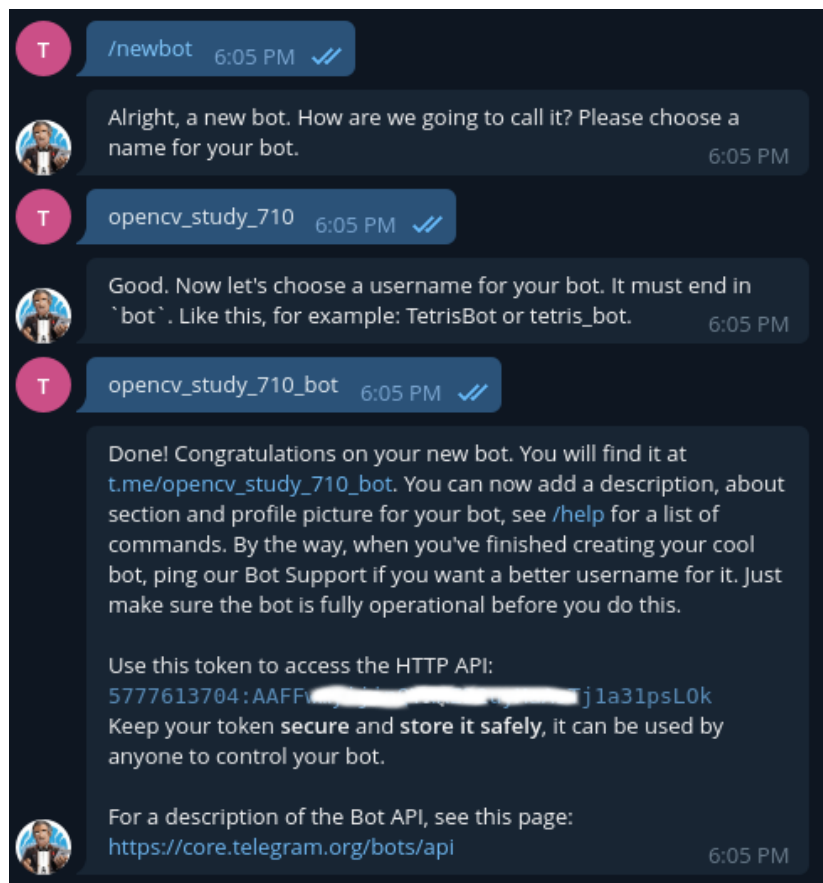 T
/newbot 6:05 PM
Alright, a new bot. How are we going to call it? Please choose a
name for your bot.
6:05 PM
T
opencv_study_710 6:05 PM
Good. Now let's choose a username for your bot. It must end in
`bot`. Like this, for example: TetrisBot or tetris_bot.
6:05 PM
T
opencv_study_710_bot 6:05 PM
Done! Congratulations on your new bot. You will find it at
t.me/opencv_study_710_bot. You can now add a description, about
section and profile picture for your bot, see /help for a list of
commands. By the way, when you've finished creating your cool
bot, ping our Bot Support if you want a better username for it. Just
make sure the bot is fully operational before you do this.
Use this token to access the HTTP API:
5777613704:AAFF j1a31psLOk
Keep your token secure and store it safely, it can be used by
anyone to control your bot.
For a description of the Bot API, see this page:
https://core.telegram.org/bots/api
6:05 PM